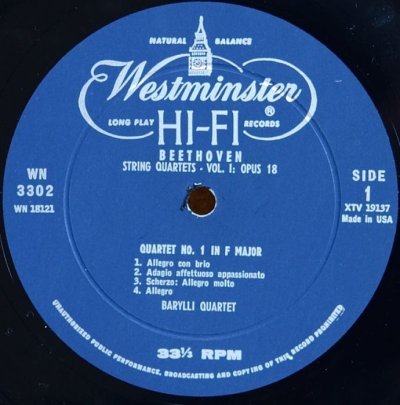 NATURAL BALANCE
Westminster
®
LONG PLAY HI-FI RECORDS
BEETHOVEN
STRING QUARTETS - VOL. I: OPUS 18
WN
3302
WN 18121
SIDE
1
XTV 19137
Made in USA
QUARTET NO. 1 IN F MAJOR
1. Allegro con brio
2. Adagio affettuoso appassionato
3. Scherzo: Allegro molto
4. Allegro
BARYLLI QUARTET
33⅓ RPM
UNAUTHORIZED PUBLIC PERFORMANCE, BROADCASTING AND COPYING OF THIS RECORD PROHIBITED